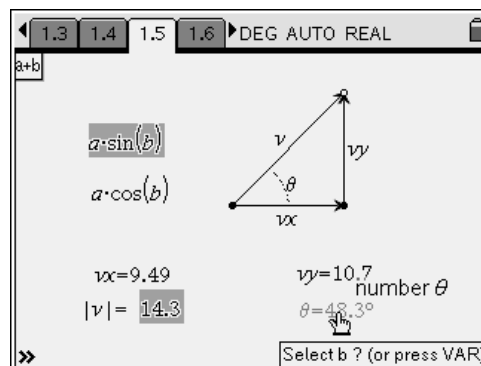 1.3 1.4 1.5 1.6 DEG AUTO REAL
a+b
a·sin(b)
a·cos(b)
v
vy
θ
vx
vx=9.49
vy=10.7
number θ
|v|= 14.3
θ=48.3°
Select b ? (or press VAR)